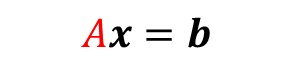 Ax = b